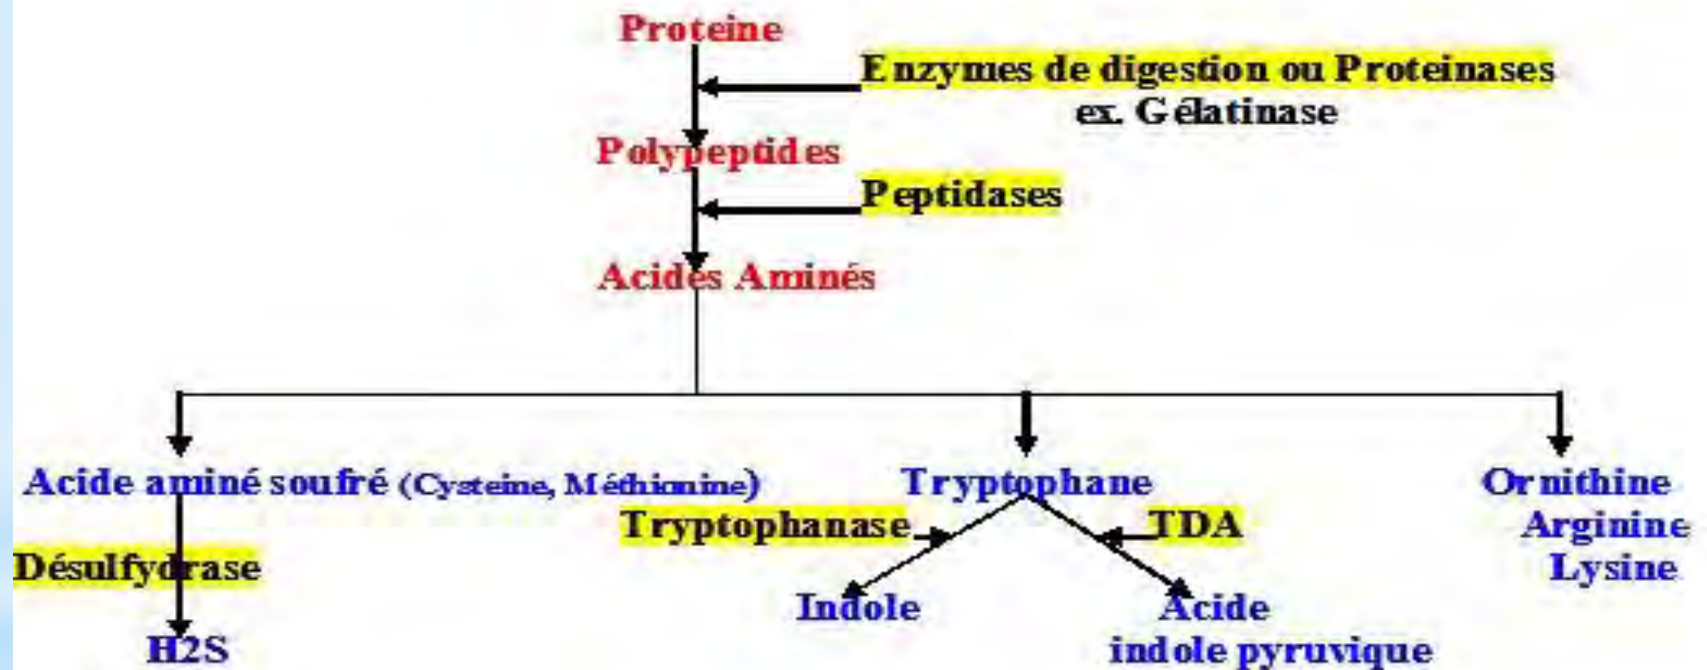 Proteine
Enzymes de digestion ou Proteinases
ex. Gélatinase
Polypeptides
Peptidases
Acides Aminés
Acide aminé soufré (Cysteine, Méthionine)
Tryptophane
Ornithine
Tryptophanase
TDA
Arginine
Désulfydrase
Lysine
Indole
Acide
H2S
indole pyruvique